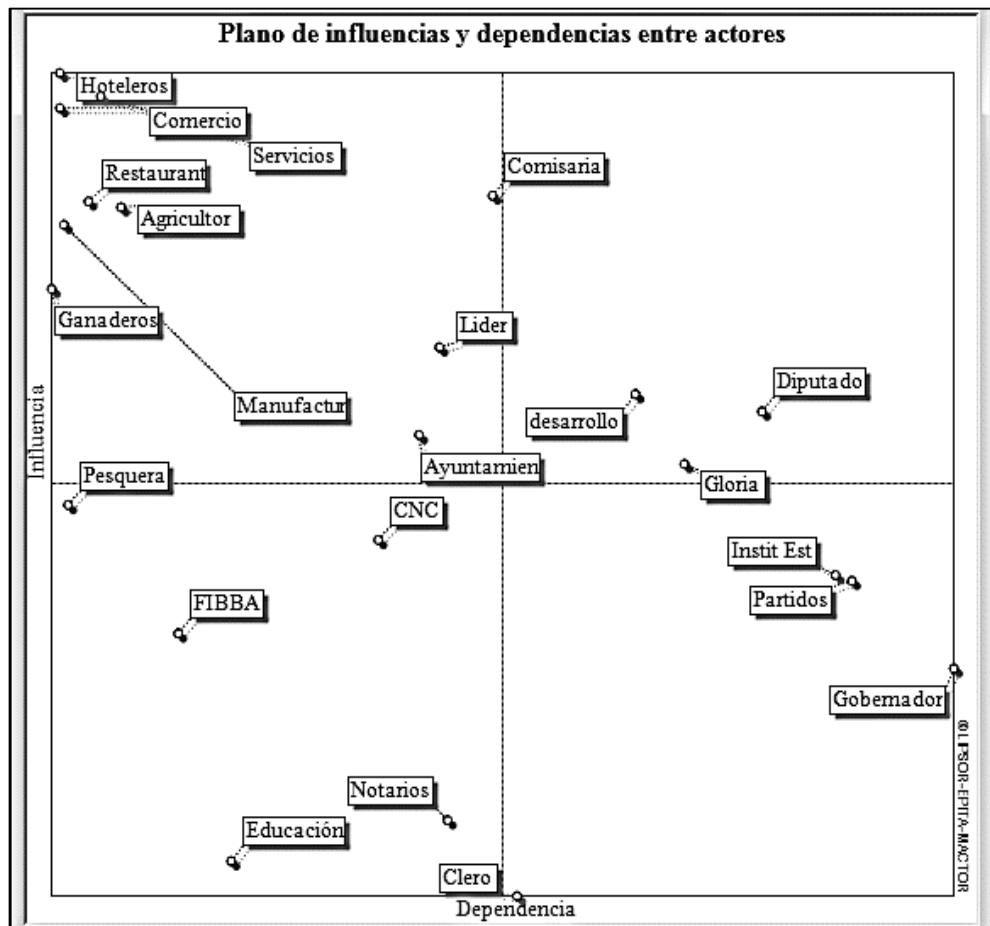 Plano de influencias y dependencias entre actores
Hoteleros
Comercio
Servicios
Comisaria
Restaurant
Agricultor
Ganaderos
Lider
Diputado
Manufactur
desarrollo
Influencia
Ayuntamien
Pesquera
Gloria
CNC
Instit Est
Partidos
FIBBA
Gobernador
Notarios
Educación
Clero
Dependencia
© LIPSOR-EPITA-MACTOR